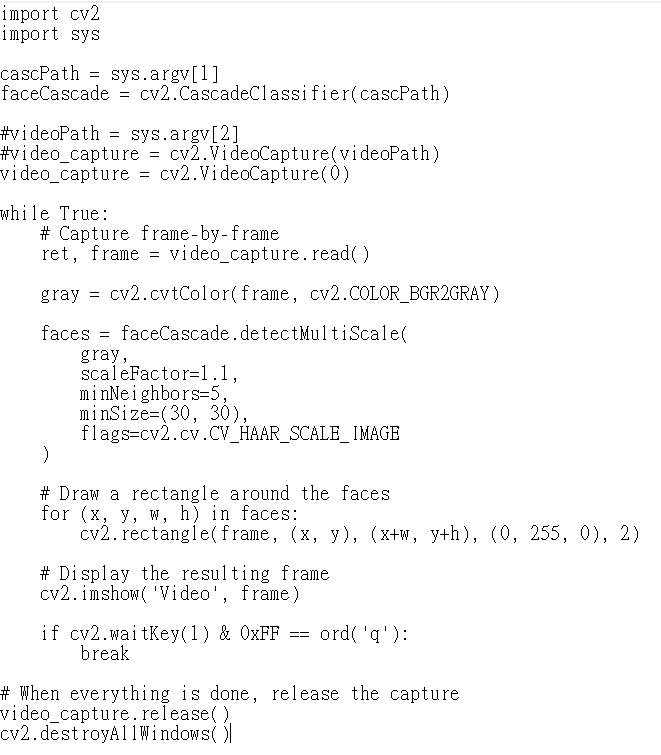 import cv2
import sys

cascPath = sys.argv[1]
faceCascade = cv2.CascadeClassifier(cascPath)

#videoPath = sys.argv[2]
#video_capture = cv2.VideoCapture(videoPath)
video_capture = cv2.VideoCapture(0)

while True:
    # Capture frame-by-frame
    ret, frame = video_capture.read()

    gray = cv2.cvtColor(frame, cv2.COLOR_BGR2GRAY)

    faces = faceCascade.detectMultiScale(
        gray,
        scaleFactor=1.1,
        minNeighbors=5,
        minSize=(30, 30),
        flags=cv2.cv.CV_HAAR_SCALE_IMAGE
    )

    # Draw a rectangle around the faces
    for (x, y, w, h) in faces:
        cv2.rectangle(frame, (x, y), (x+w, y+h), (0, 255, 0), 2)

    # Display the resulting frame
    cv2.imshow('Video', frame)

    if cv2.waitKey(1) & 0xFF == ord('q'):
        break

# When everything is done, release the capture
video_capture.release()
cv2.destroyAllWindows()